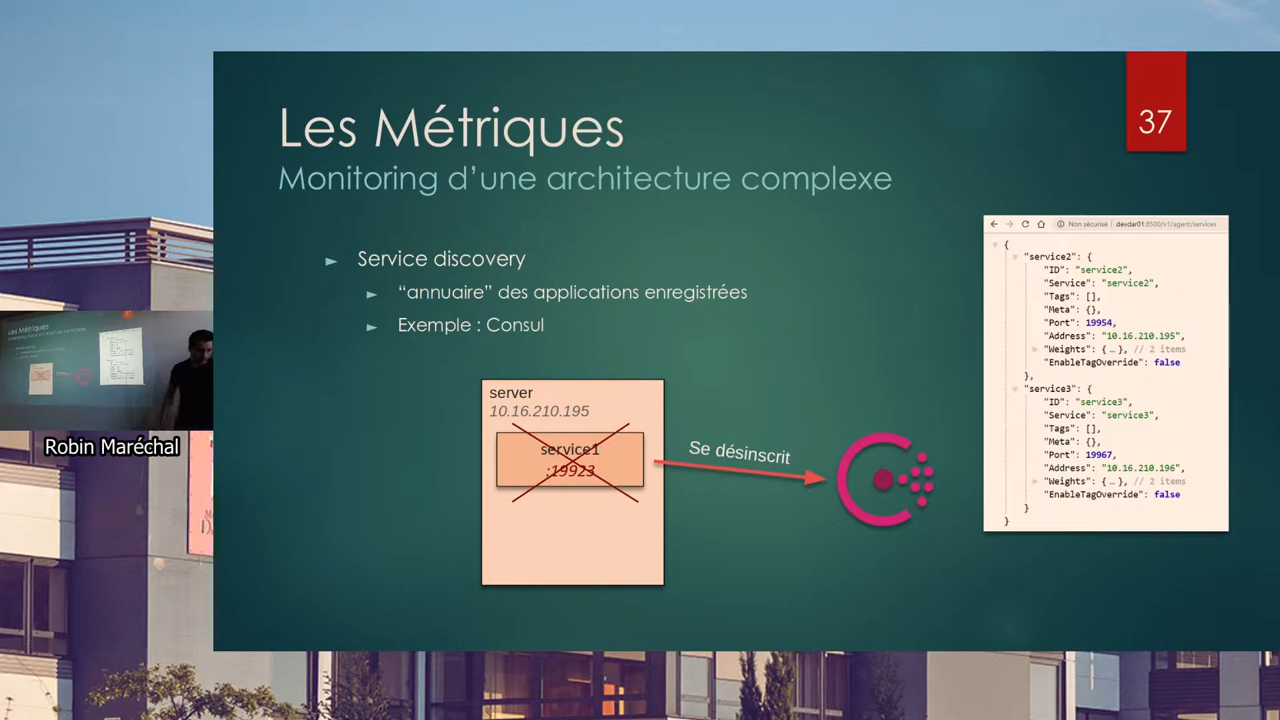 Les Métriques
37
Monitoring d’une architecture complexe
► Service discovery
► “annuaire” des applications enregistrées
► Exemple : Consul
server
10.16.210.195
service1
:19923
Se désinscrit
Non sécurisé | devdar01:8500/v1/agent/services
{
"service2": {
"ID": "service2",
"Service": "service2",
"Tags": [],
"Meta": {},
"Port": 19954,
"Address": "10.16.210.195",
"Weights": { … }, // 2 items
"EnableTagOverride": false
},
"service3": {
"ID": "service3",
"Service": "service3",
"Tags": [],
"Meta": {},
"Port": 19967,
"Address": "10.16.210.196",
"Weights": { … }, // 2 items
"EnableTagOverride": false
}
}
Les Métriques
Robin Maréchal